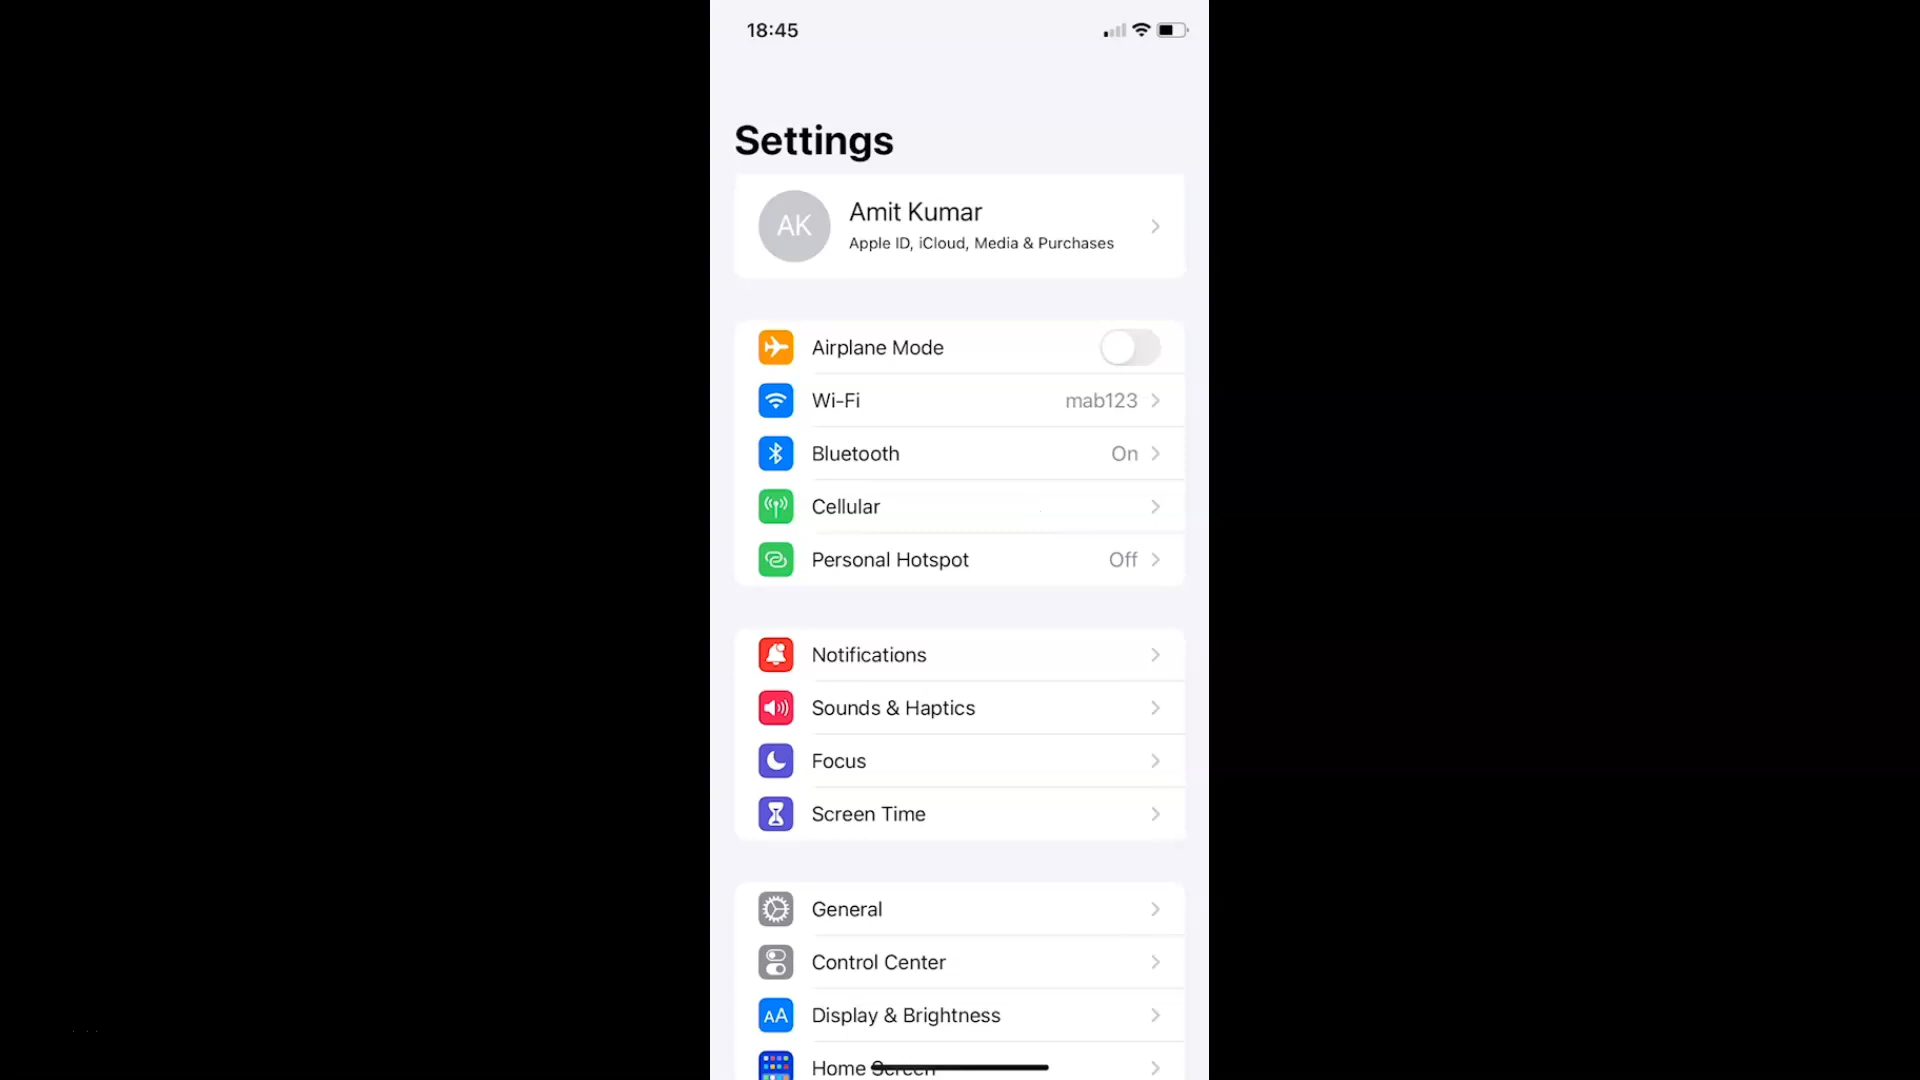 18:45
Settings
AK
Amit Kumar
Apple ID, iCloud, Media & Purchases
Airplane Mode
Wi-Fi mab123
Bluetooth On
Cellular
Personal Hotspot Off
Notifications
Sounds & Haptics
Focus
Screen Time
General
Control Center
AA Display & Brightness
Home Screen